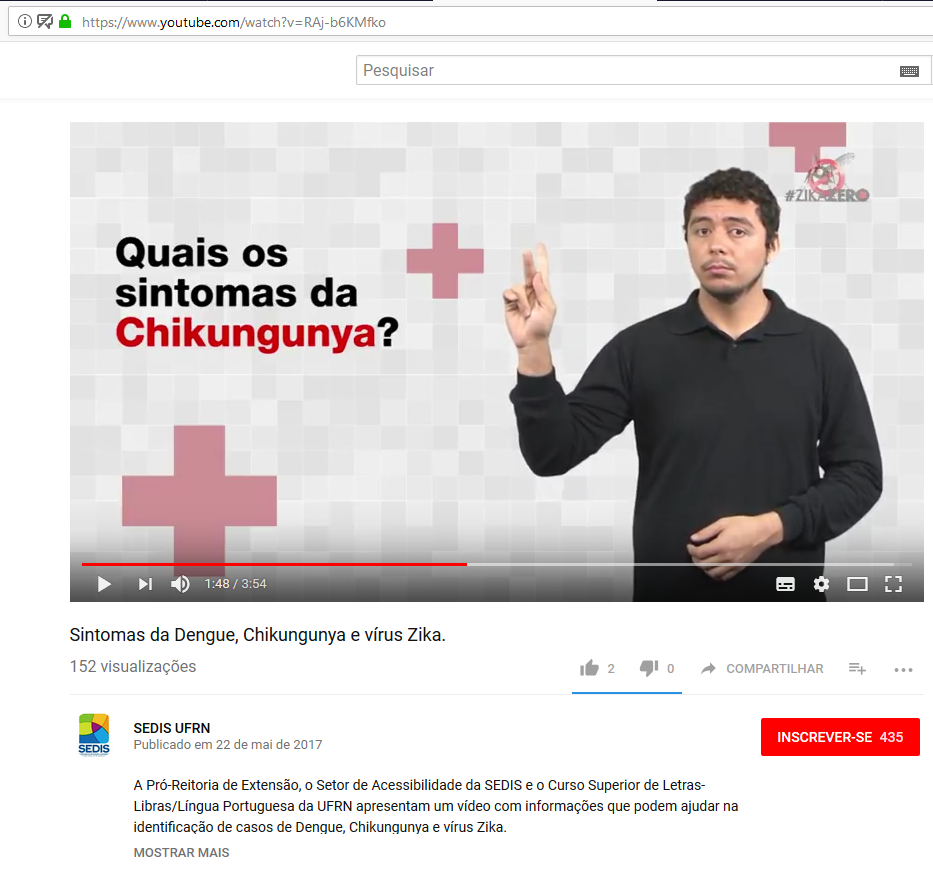 https://www.youtube.com/watch?v=RAj-b6KMfko
Pesquisar
#ZIKAZERO
Quais os
sintomas da
Chikungunya?
1:48 / 3:54
Sintomas da Dengue, Chikungunya e vírus Zika.
152 visualizações
2
0
COMPARTILHAR
SEDIS
SEDIS UFRN
Publicado em 22 de mai de 2017
INSCREVER-SE 435
A Pró-Reitoria de Extensão, o Setor de Acessibilidade da SEDIS e o Curso Superior de Letras-
Libras/Língua Portuguesa da UFRN apresentam um vídeo com informações que podem ajudar na
identificação de casos de Dengue, Chikungunya e vírus Zika.
MOSTRAR MAIS